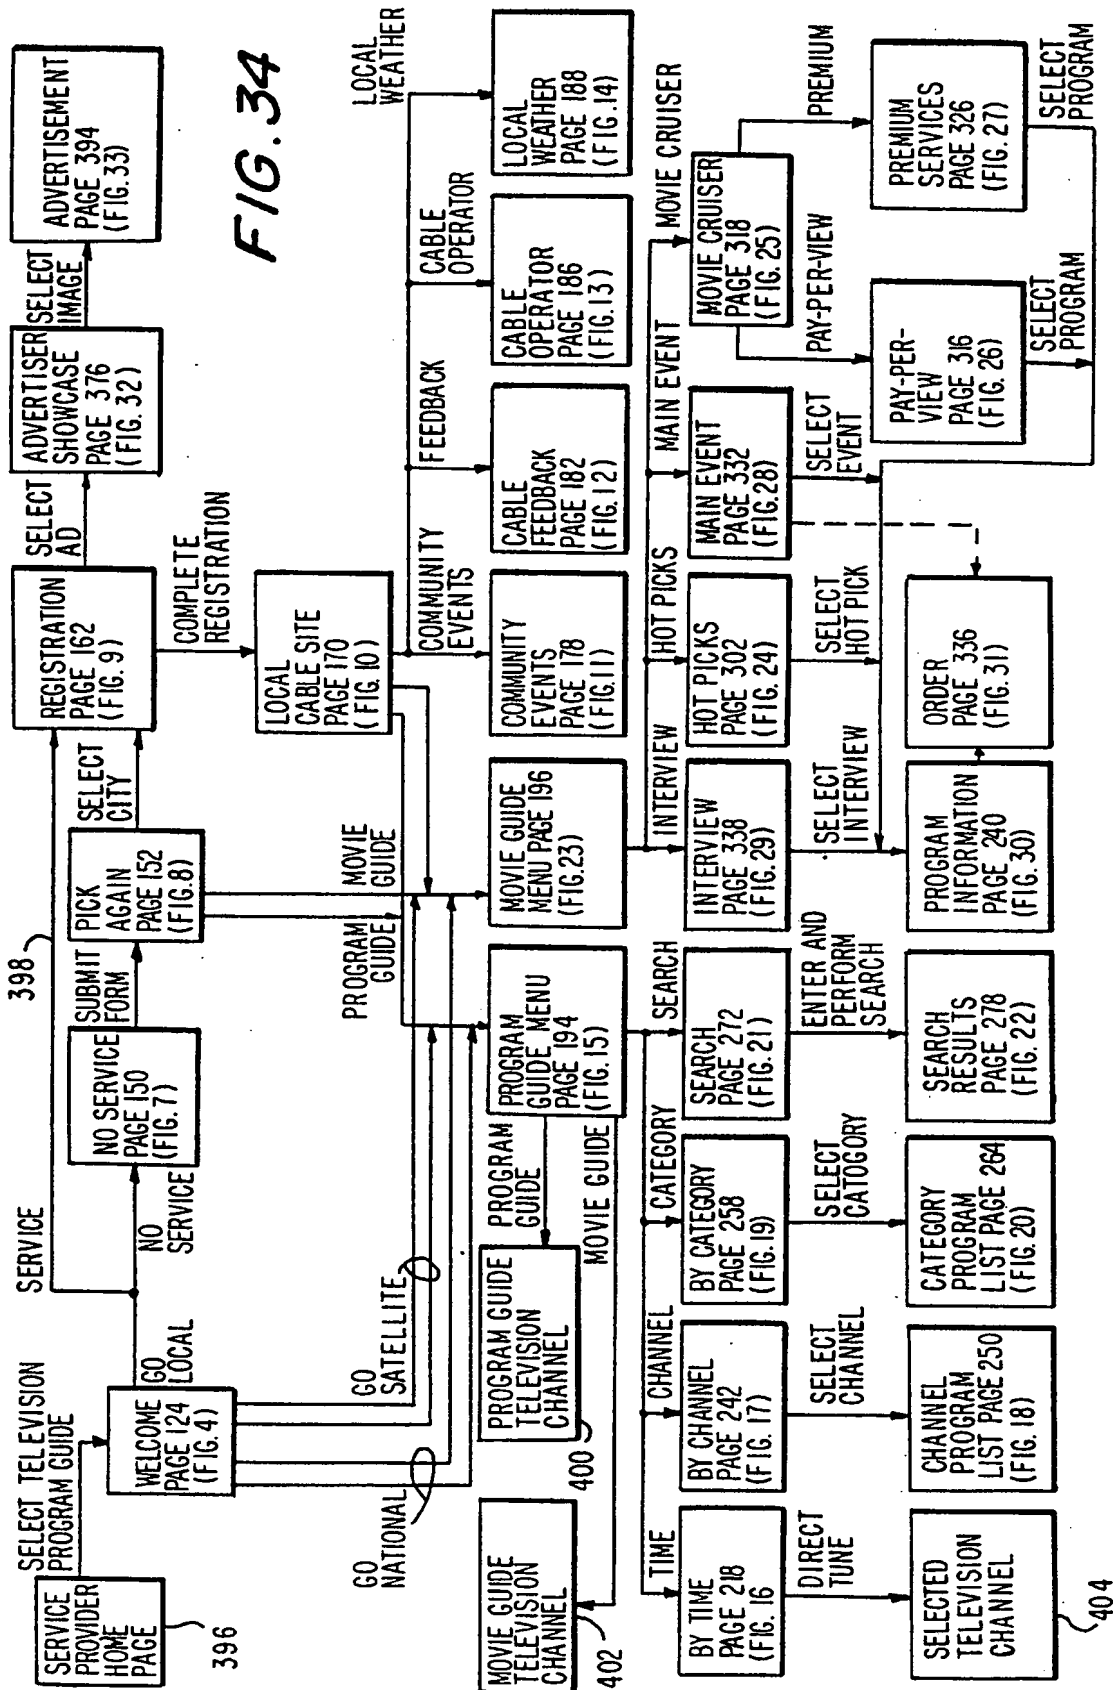 FIG. 34
SERVICE
PROVIDER
HOME
PAGE
396
SELECT TELEVISION
PROGRAM GUIDE
WELCOME
PAGE 124
(FIG. 4)
GO LOCAL
SERVICE
398
NO SERVICE
NO SERVICE
PAGE 150
(FIG. 7)
SUBMIT
FORM
PICK
AGAIN
PAGE 152
(FIG. 8)
SELECT
CITY
REGISTRATION
PAGE 162
(FIG. 9)
SELECT
AD
ADVERTISER
SHOWCASE
PAGE 376
(FIG. 32)
SELECT
IMAGE
ADVERTISEMENT
PAGE 394
(FIG. 33)
COMPLETE
REGISTRATION
LOCAL
CABLE SITE
PAGE 170
(FIG. 10)
GO
NATIONAL
GO
SATELLITE
PROGRAM
GUIDE
MOVIE
GUIDE
COMMUNITY
EVENTS
FEEDBACK
CABLE
OPERATOR
LOCAL
WEATHER
MOVIE GUIDE
TELEVISION
CHANNEL
402
PROGRAM GUIDE
TELEVISION
CHANNEL
400
PROGRAM
GUIDE
MOVIE GUIDE
PROGRAM
GUIDE MENU
PAGE 194
(FIG. 15)
MOVIE GUIDE
MENU PAGE 196
(FIG. 23)
COMMUNITY
EVENTS
PAGE 178
(FIG. 11)
CABLE
FEEDBACK
PAGE 182
(FIG. 12)
CABLE
OPERATOR
PAGE 186
(FIG. 13)
LOCAL
WEATHER
PAGE 188
(FIG. 14)
TIME
CHANNEL
CATEGORY
SEARCH
INTERVIEW
HOT PICKS
MAIN EVENT
MOVIE CRUISER
BY TIME
PAGE 218
(FIG. 16
BY CHANNEL
PAGE 242
(FIG. 17)
BY CATEGORY
PAGE 258
(FIG. 19)
SEARCH
PAGE 272
(FIG. 21)
INTERVIEW
PAGE 338
(FIG. 29)
HOT PICKS
PAGE 302
(FIG. 24)
MAIN EVENT
PAGE 332
(FIG. 28)
MOVIE CRUISER
PAGE 318
(FIG. 25)
DIRECT
TUNE
SELECT
CHANNEL
SELECT
CATOGORY
ENTER AND
PERFORM
SEARCH
SELECT
INTERVIEW
SELECT
HOT PICK
SELECT
EVENT
PAY-PER-VIEW
PREMIUM
PAY-PER-
VIEW
PAGE 316
(FIG. 26)
PREMIUM
SERVICES
PAGE 326
(FIG. 27)
SELECT
PROGRAM
SELECT
PROGRAM
SELECTED
TELEVISION
CHANNEL
404
CHANNEL
PROGRAM
LIST PAGE 250
(FIG. 18)
CATEGORY
PROGRAM
LIST PAGE 264
(FIG. 20)
SEARCH
RESULTS
PAGE 278
(FIG. 22)
PROGRAM
INFORMATION
PAGE 240
(FIG. 30)
ORDER
PAGE 336
(FIG. 31)